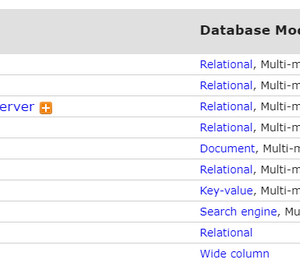 Database Mo
Relational, Multi-m
Relational, Multi-m
erver Relational, Multi-m
Relational, Multi-m
Document, Multi-m
Relational, Multi-m
Key-value, Multi-m
Search engine, Mu
Relational
Wide column